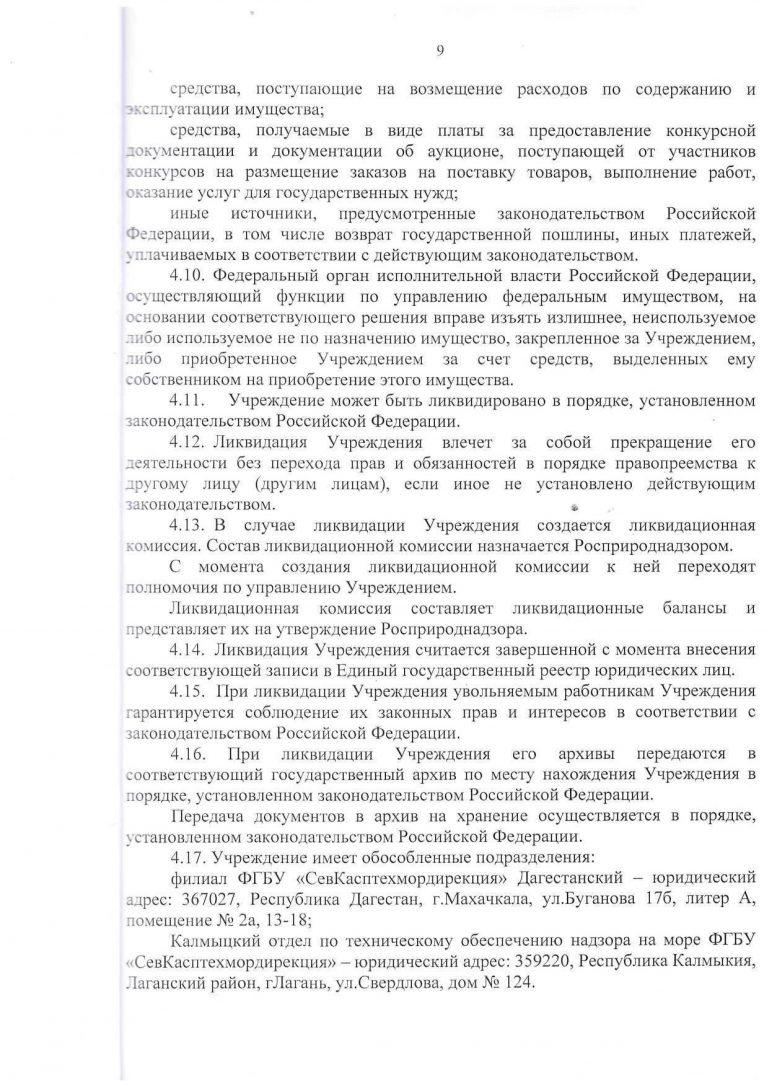 9
средства, поступающие на возмещение расходов по содержанию и
эксплуатации имущества;
средства, получаемые в виде платы за предоставление конкурсной
документации и документации об аукционе, поступающей от участников
конкурсов на размещение заказов на поставку товаров, выполнение работ,
оказание услуг для государственных нужд;
иные источники, предусмотренные законодательством Российской
Федерации, в том числе возврат государственной пошлины, иных платежей,
уплачиваемых в соответствии с действующим законодательством.
4.10. Федеральный орган исполнительной власти Российской Федерации,
осуществляющий функции по управлению федеральным имуществом, на
основании соответствующего решения вправе изъять излишнее, неиспользуемое
либо используемое не по назначению имущество, закрепленное за Учреждением,
либо приобретенное Учреждением за счет средств, выделенных ему
собственником на приобретение этого имущества.
4.11. Учреждение может быть ликвидировано в порядке, установленном
законодательством Российской Федерации.
4.12. Ликвидация Учреждения влечет за собой прекращение его
деятельности без перехода прав и обязанностей в порядке правопреемства к
другому лицу (другим лицам), если иное не установлено действующим
законодательством.
4.13. В случае ликвидации Учреждения создается ликвидационная
комиссия. Состав ликвидационной комиссии назначается Росприроднадзором.
С момента создания ликвидационной комиссии к ней переходят
полномочия по управлению Учреждением.
Ликвидационная комиссия составляет ликвидационные балансы и
представляет их на утверждение Росприроднадзора.
4.14. Ликвидация Учреждения считается завершенной с момента внесения
соответствующей записи в Единый государственный реестр юридических лиц.
4.15. При ликвидации Учреждения увольняемым работникам Учреждения
гарантируется соблюдение их законных прав и интересов в соответствии с
законодательством Российской Федерации.
4.16. При ликвидации Учреждения его архивы передаются в
соответствующий государственный архив по месту нахождения Учреждения в
порядке, установленном законодательством Российской Федерации.
Передача документов в архив на хранение осуществляется в порядке,
установленном законодательством Российской Федерации.
4.17. Учреждение имеет обособленные подразделения:
филиал ФГБУ «СевКасптехмордирекция» Дагестанский – юридический
адрес: 367027, Республика Дагестан, г.Махачкала, ул.Буганова 17б, литер А,
помещение № 2а, 13-18;
Калмыцкий отдел по техническому обеспечению надзора на море ФГБУ
«СевКасптехмордирекция» – юридический адрес: 359220, Республика Калмыкия,
Лаганский район, гЛагань, ул.Свердлова, дом № 124.